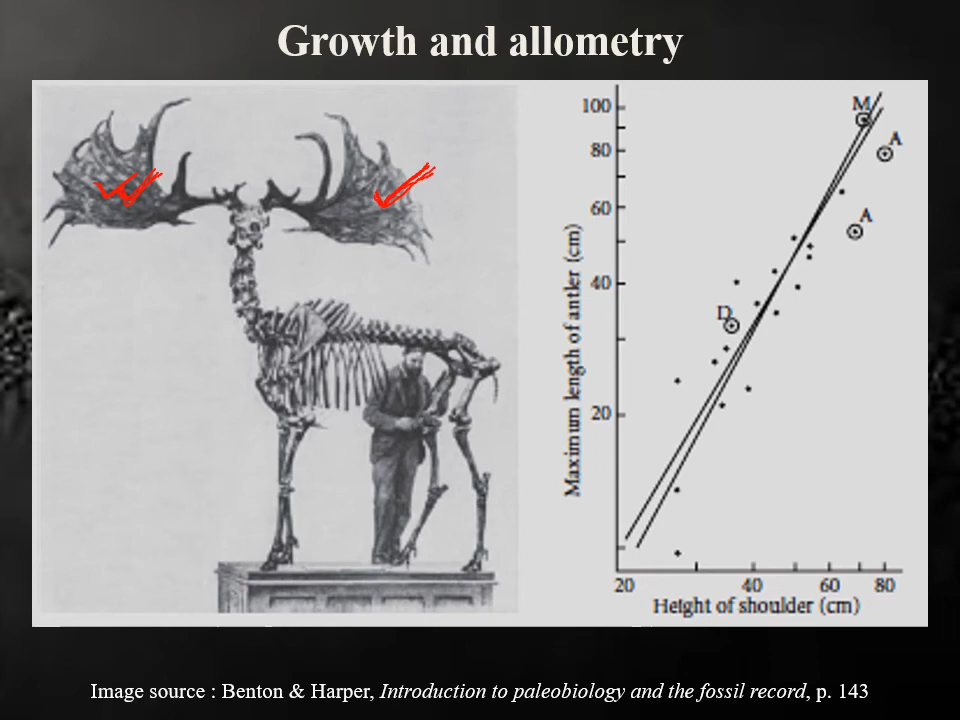 Growth and allometry
Maximum length of antler (cm)
100
80
60
40
20
M
A
A
D
20 40 60 80
Height of shoulder (cm)
Image source : Benton & Harper, Introduction to paleobiology and the fossil record, p. 143